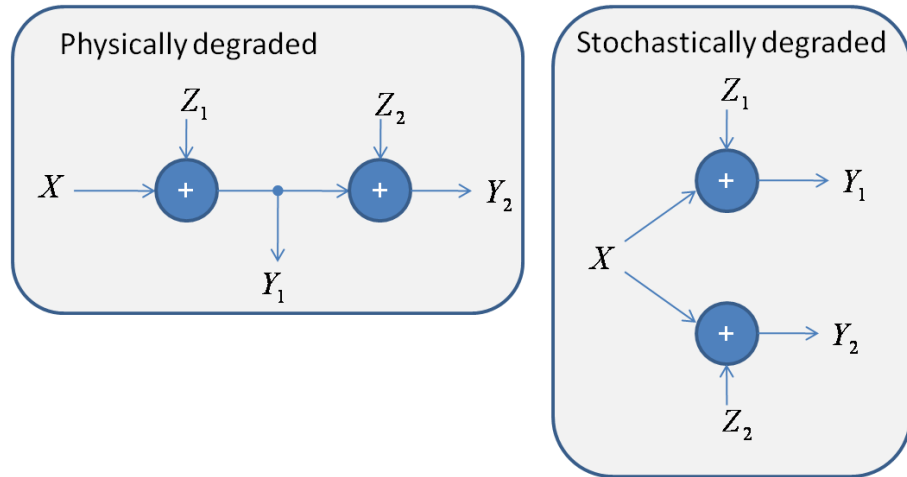 Physically degraded
Z₁ Z₂
X + + Y₂
Y₁
Stochastically degraded
Z₁
+ Y₁
X
+ Y₂
Z₂